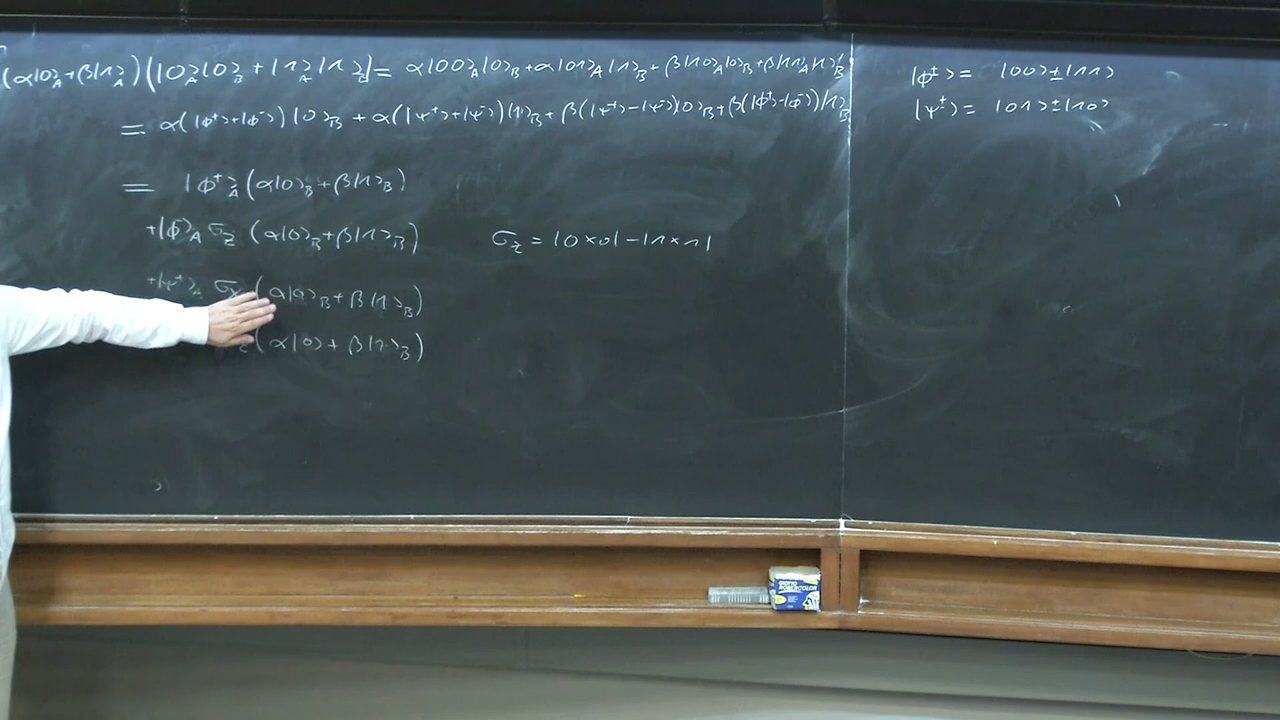 (α|0⟩_A+β|1⟩_A)(|0⟩_A|0⟩_B + |1⟩_A|1⟩_B) = α|00⟩_A|0⟩_B+α|01⟩_A|1⟩_B+β|10⟩_A|0⟩_B+β|11⟩_A|1⟩_B
= α(|ϕ⁺⟩+|ϕ⁻⟩)|0⟩_B + α(|ψ⁺⟩+|ψ⁻⟩)|1⟩_B+β(|ψ⁺⟩-|ψ⁻⟩)|0⟩_B+β(|ϕ⁺⟩-|ϕ⁻⟩)|1⟩_B
= |ϕ⁺⟩_A(α|0⟩_B+β|1⟩_B)
+|ϕ⁻⟩_A σ_z (α|0⟩_B+β|1⟩_B)
σ_z = |0⟩⟨0|-|1⟩⟨1|
+|ψ⁺⟩_A σ_x (α|0⟩_B+β|1⟩_B)
(α|0⟩+β|1⟩_B)
|ϕ^±⟩= |00⟩±|11⟩
|ψ^±⟩= |01⟩±|10⟩